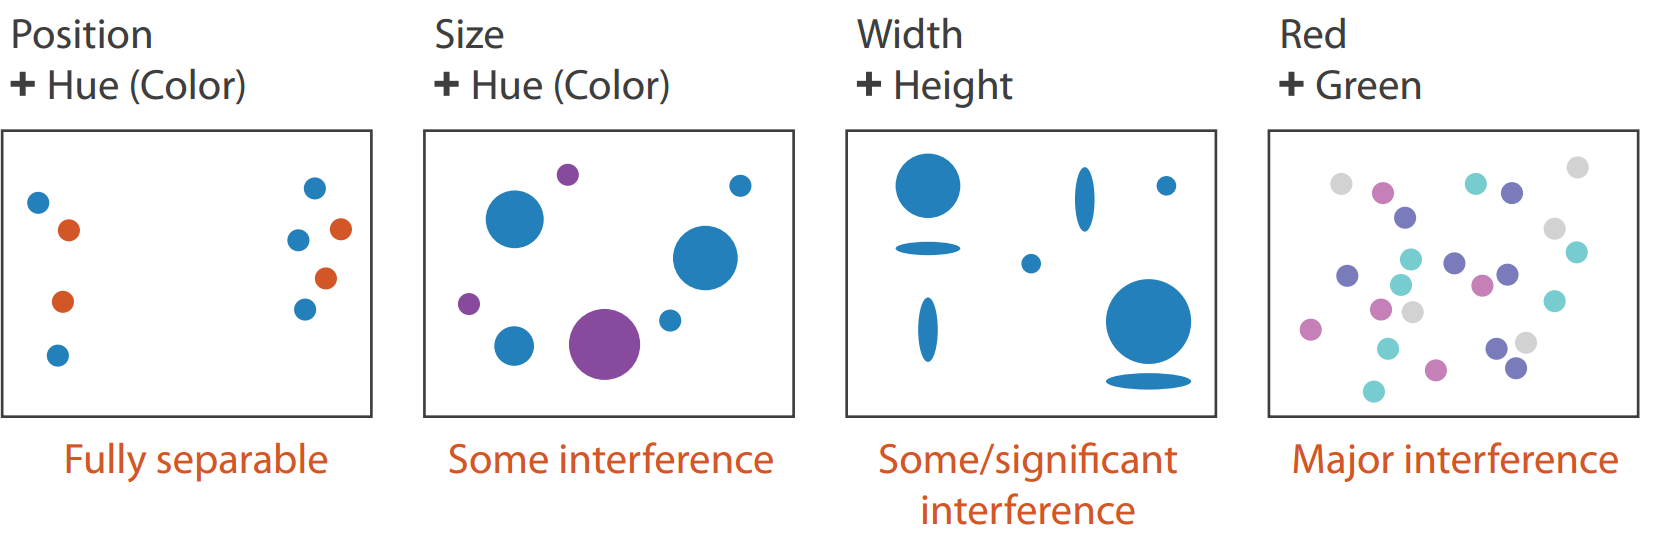 Position
+ Hue (Color)
Size
+ Hue (Color)
Width
+ Height
Red
+ Green
Fully separable
Some interference
Some/significant
interference
Major interference